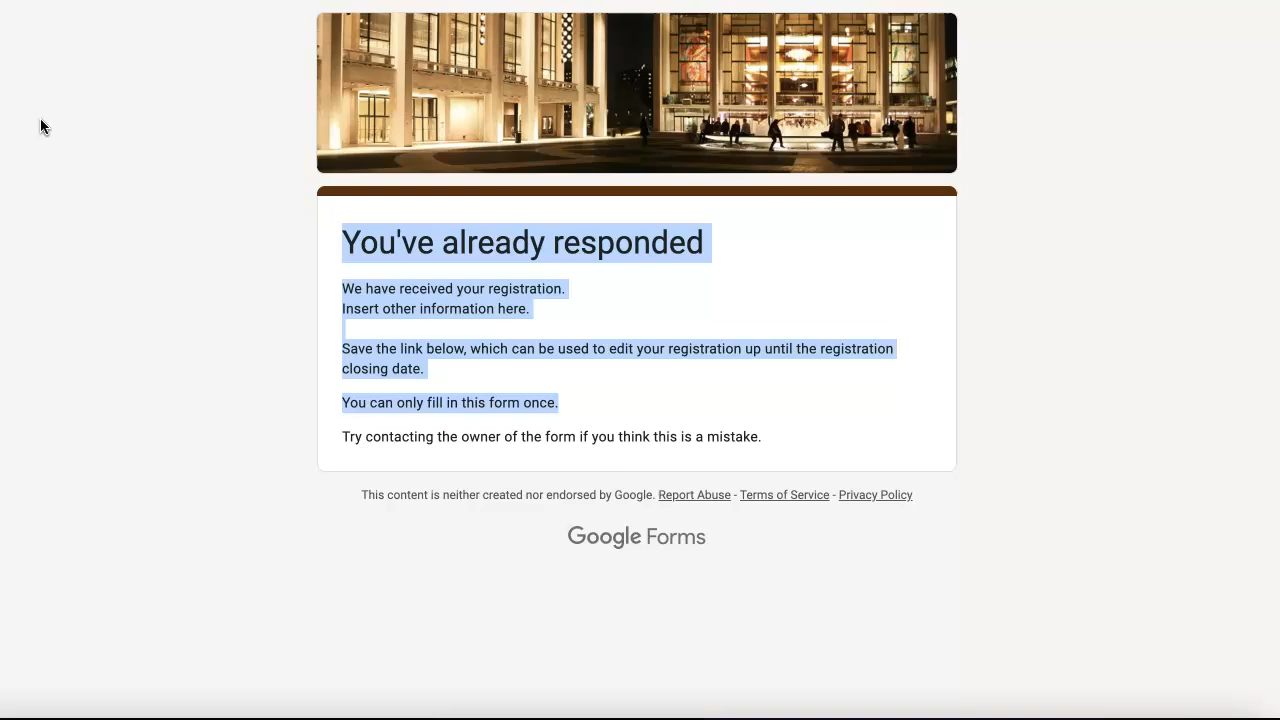 You've already responded
We have received your registration.
Insert other information here.
Save the link below, which can be used to edit your registration up until the registration
closing date.
You can only fill in this form once.
Try contacting the owner of the form if you think this is a mistake.
This content is neither created nor endorsed by Google. Report Abuse - Terms of Service - Privacy Policy
Google Forms